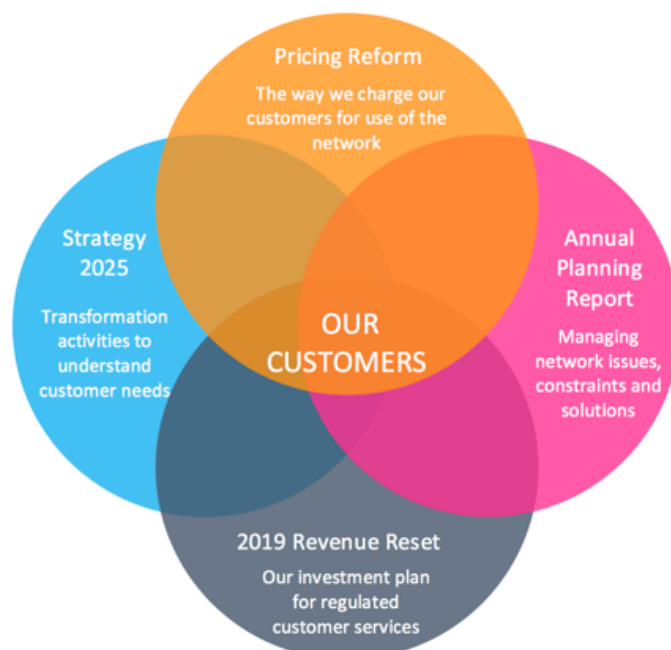 Pricing Reform
The way we charge our
customers for use of the
network
Strategy
2025
Transformation
activities to
understand
customer needs
OUR
CUSTOMERS
Annual
Planning
Report
Managing
network issues,
constraints and
solutions
2019 Revenue Reset
Our investment plan
for regulated
customer services